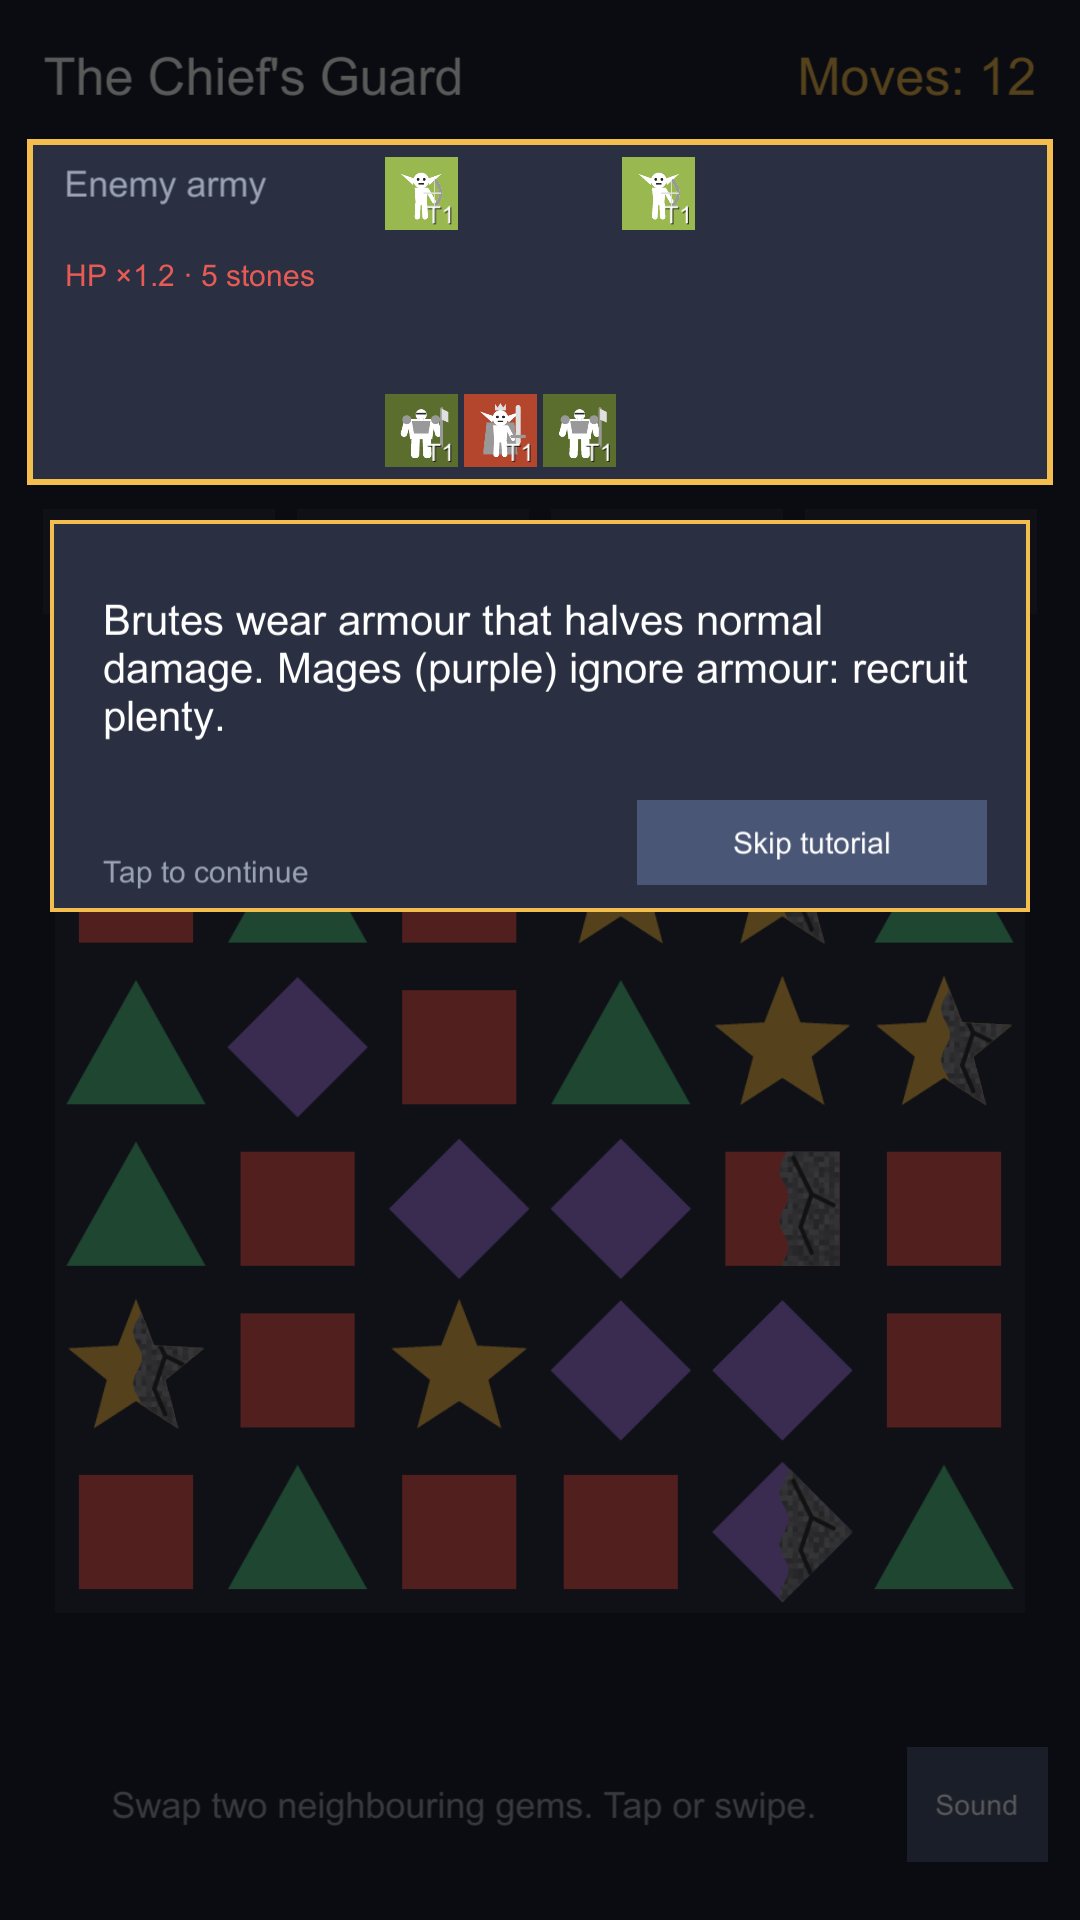 The Chief's Guard
Moves: 12
Enemy army
T1
T1
HP ×1.2 · 5 stones
T1
T1
T1
Brutes wear armour that halves normal
damage. Mages (purple) ignore armour: recruit
plenty.
Skip tutorial
Tap to continue
Swap two neighbouring gems. Tap or swipe.
Sound